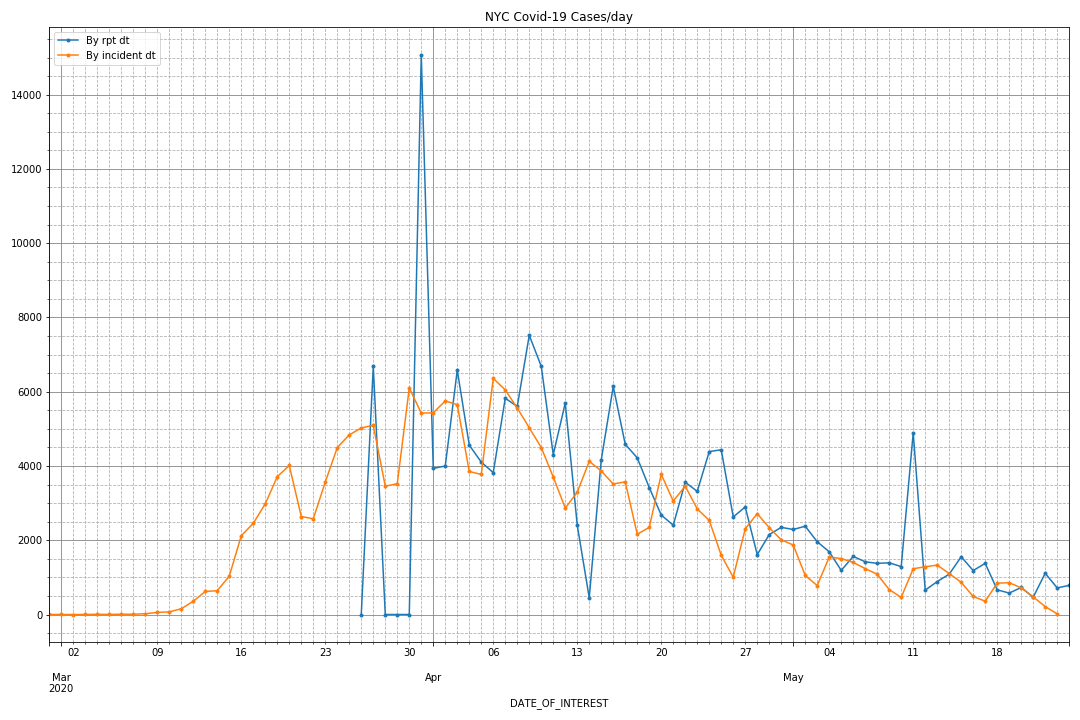 NYC Covid-19 Cases/day
By rpt dt
By incident dt
14000
12000
10000
8000
6000
4000
2000
0
02 09 16 23 30 06 13 20 27 04 11 18
Mar Apr May
2020
DATE_OF_INTEREST